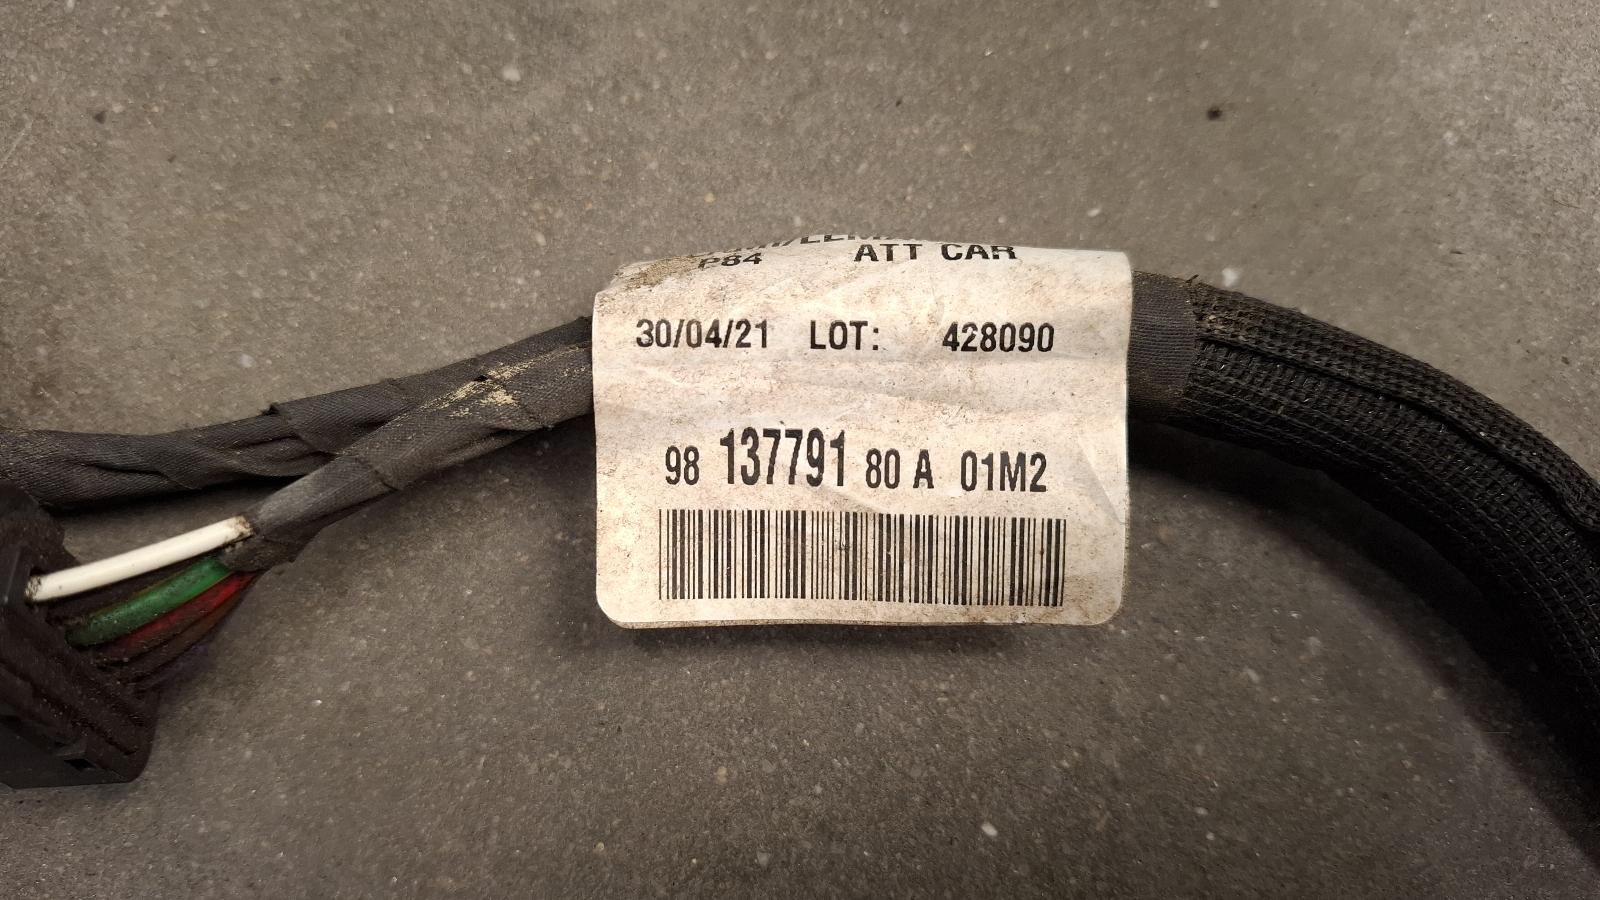 P84 ATT CAR
30/04/21 LOT: 428090
98 137791 80 A 01M2